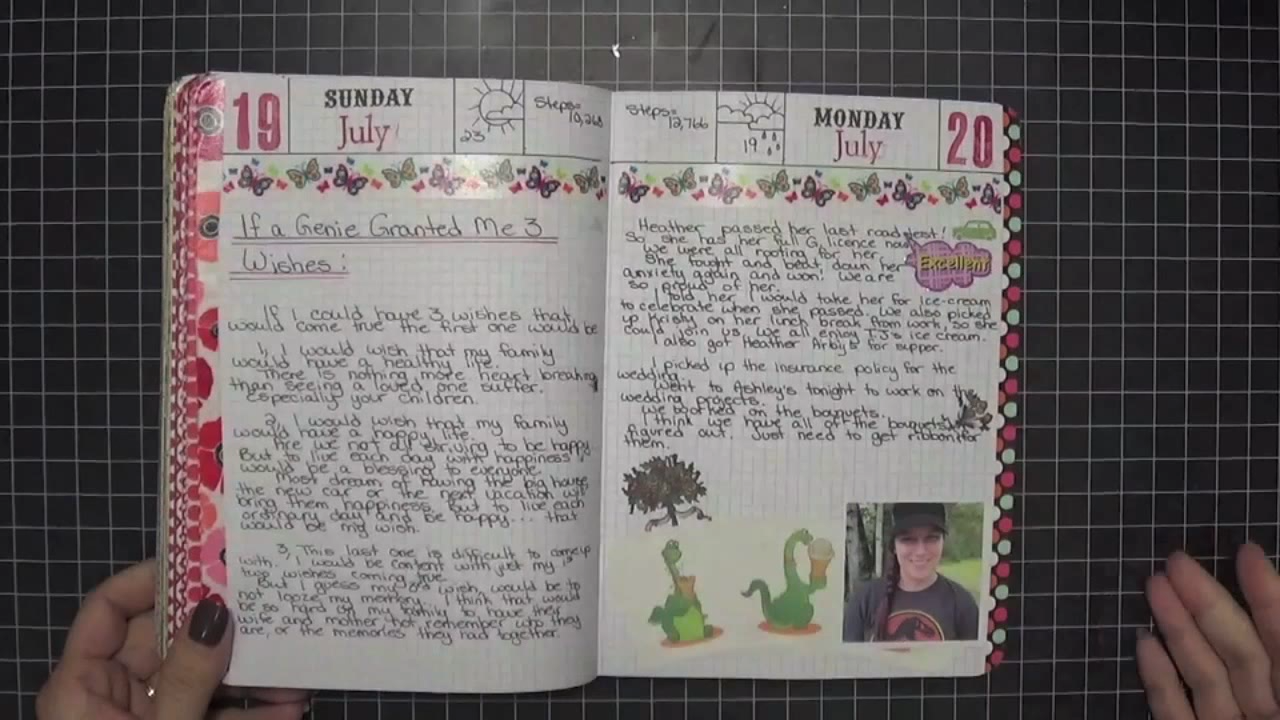 19
SUNDAY
July
23
Steps=
10,268
If a Genie Granted Me 3
Wishes:
If I could have 3 wishes that
would come true the first one would be
1, I would wish that my family
would have a healthy life.
There is nothing more heart breaking
than seeing a loved one suffer.
especially your children.
2, I would wish that my family
would have a happy life.
Are we not all striving to be happy.
But to live each day with happiness
would be a blessing to everyone.
Most dream of having the big house,
the new car or the next vacation will
bring them happiness. But to live each
ordinary day and be happy... that
would be my wish.
3, This last one is difficult to come up
with. I would be content with just my 1st
two wishes coming true.
But I guess my 3rd wish would be to
not loose my memory. I think that would
be so hard on my family to have they
wife and mother not remember who they
are, or the memories they had together.
Steps=
12,766
19
MONDAY
July
20
Heather passed her last road test!
So she has her full G licence now
We were all rooting for her.
She fought and beat down her
anxiety again and won! We are
so proud of her.
I told her I would take her for ice-cream
to celebrate when she passed. We also picked
up Kristy on her lunch break from work, so she
could join us. We all enjoy TJ's ice cream.
I also got Heather Arby's for supper.
Excellent
I picked up the insurance policy for the
wedding.
Went to Ashley's tonight to work on the
wedding projects.
We worked on the bouquets.
I think we have all of the bouquets
figured out. Just need to get ribbon for
them.